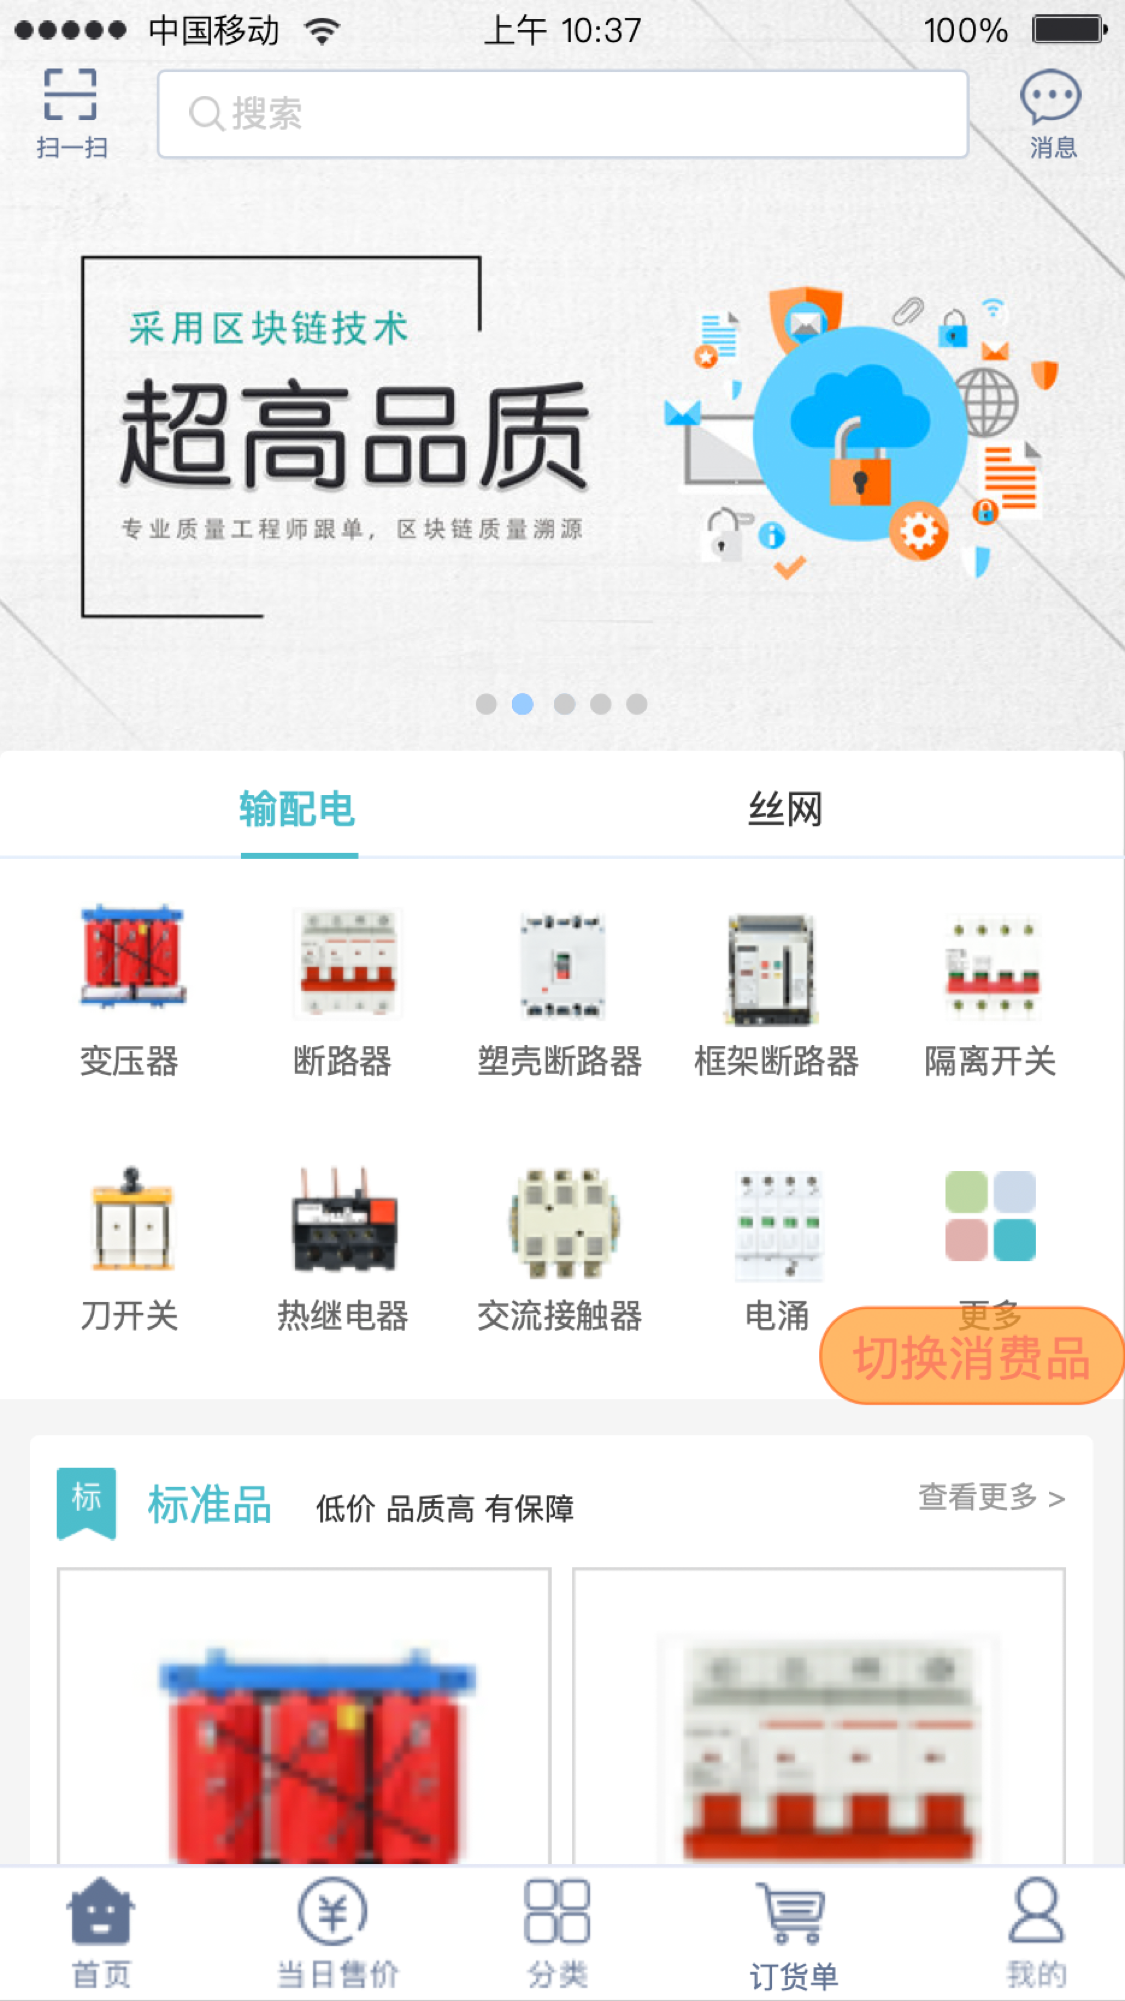 中国移动 上午 10:37 100%
扫一扫 搜索 消息
采用区块链技术
超高品质
专业质量工程师跟单，区块链质量溯源
输配电 丝网
变压器 断路器 塑壳断路器 框架断路器 隔离开关
刀开关 热继电器 交流接触器 电涌 更多
切换消费品
标 标准品 低价 品质高 有保障 查看更多 >
首页 当日售价 分类 订货单 我的